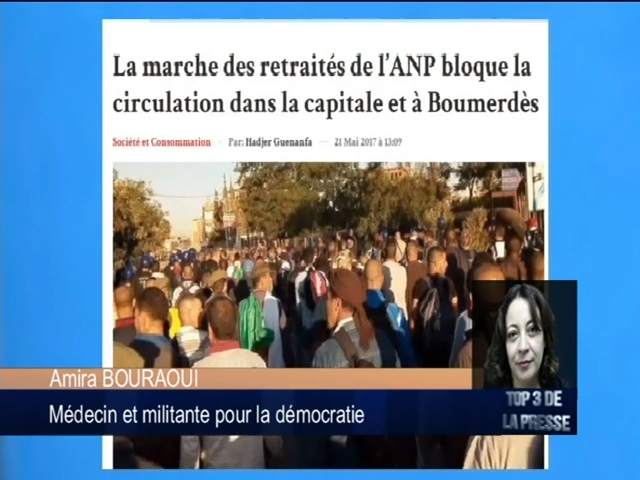 La marche des retraités de l'ANP bloque la
circulation dans la capitale et à Boumerdès
Société et Consommation · Par: Hadjer Guenanfa — 21 Mai 2017 à 13:09
Amira BOURAOUI
Médecin et militante pour la démocratie
TOP 3 DE
LA PRESSE